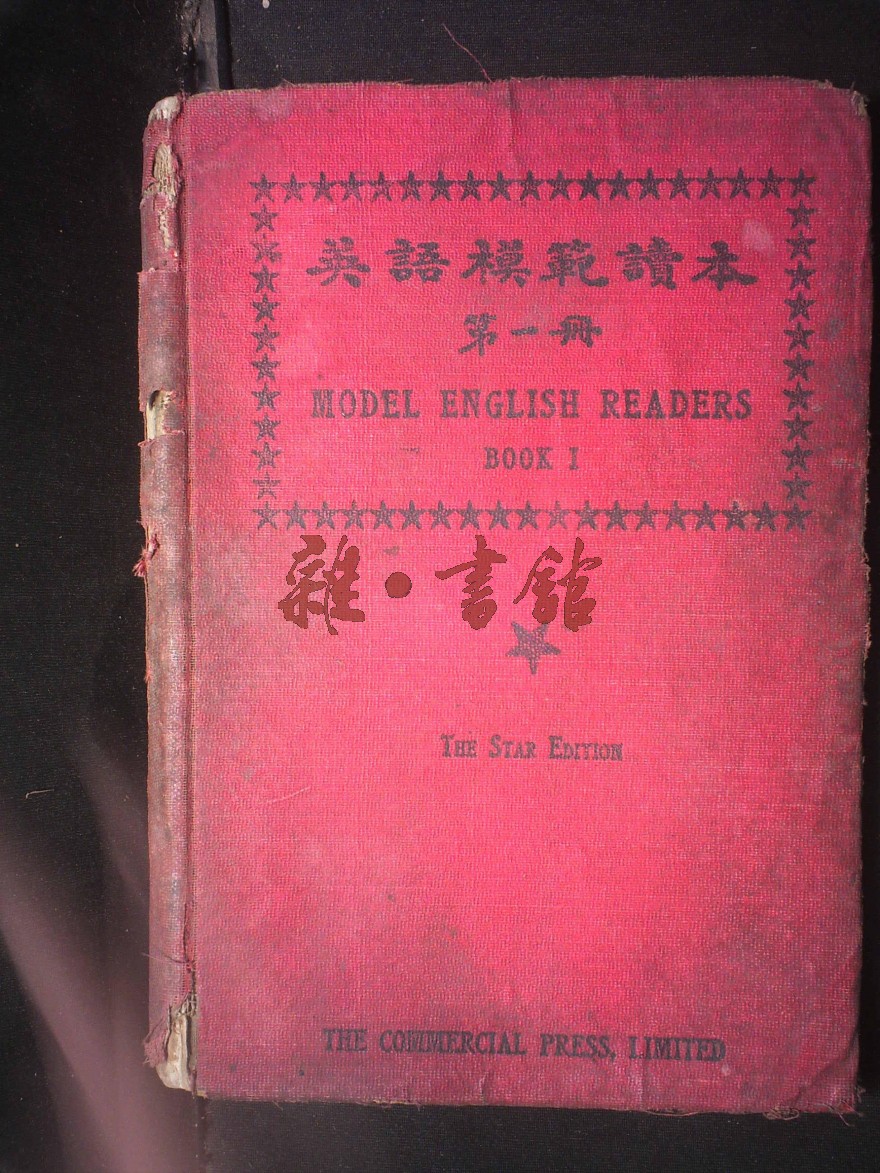 英語模範讀本
第一冊
MODEL ENGLISH READERS
BOOK I
雜·書館
THE STAR EDITION
THE COMMERCIAL PRESS, LIMITED